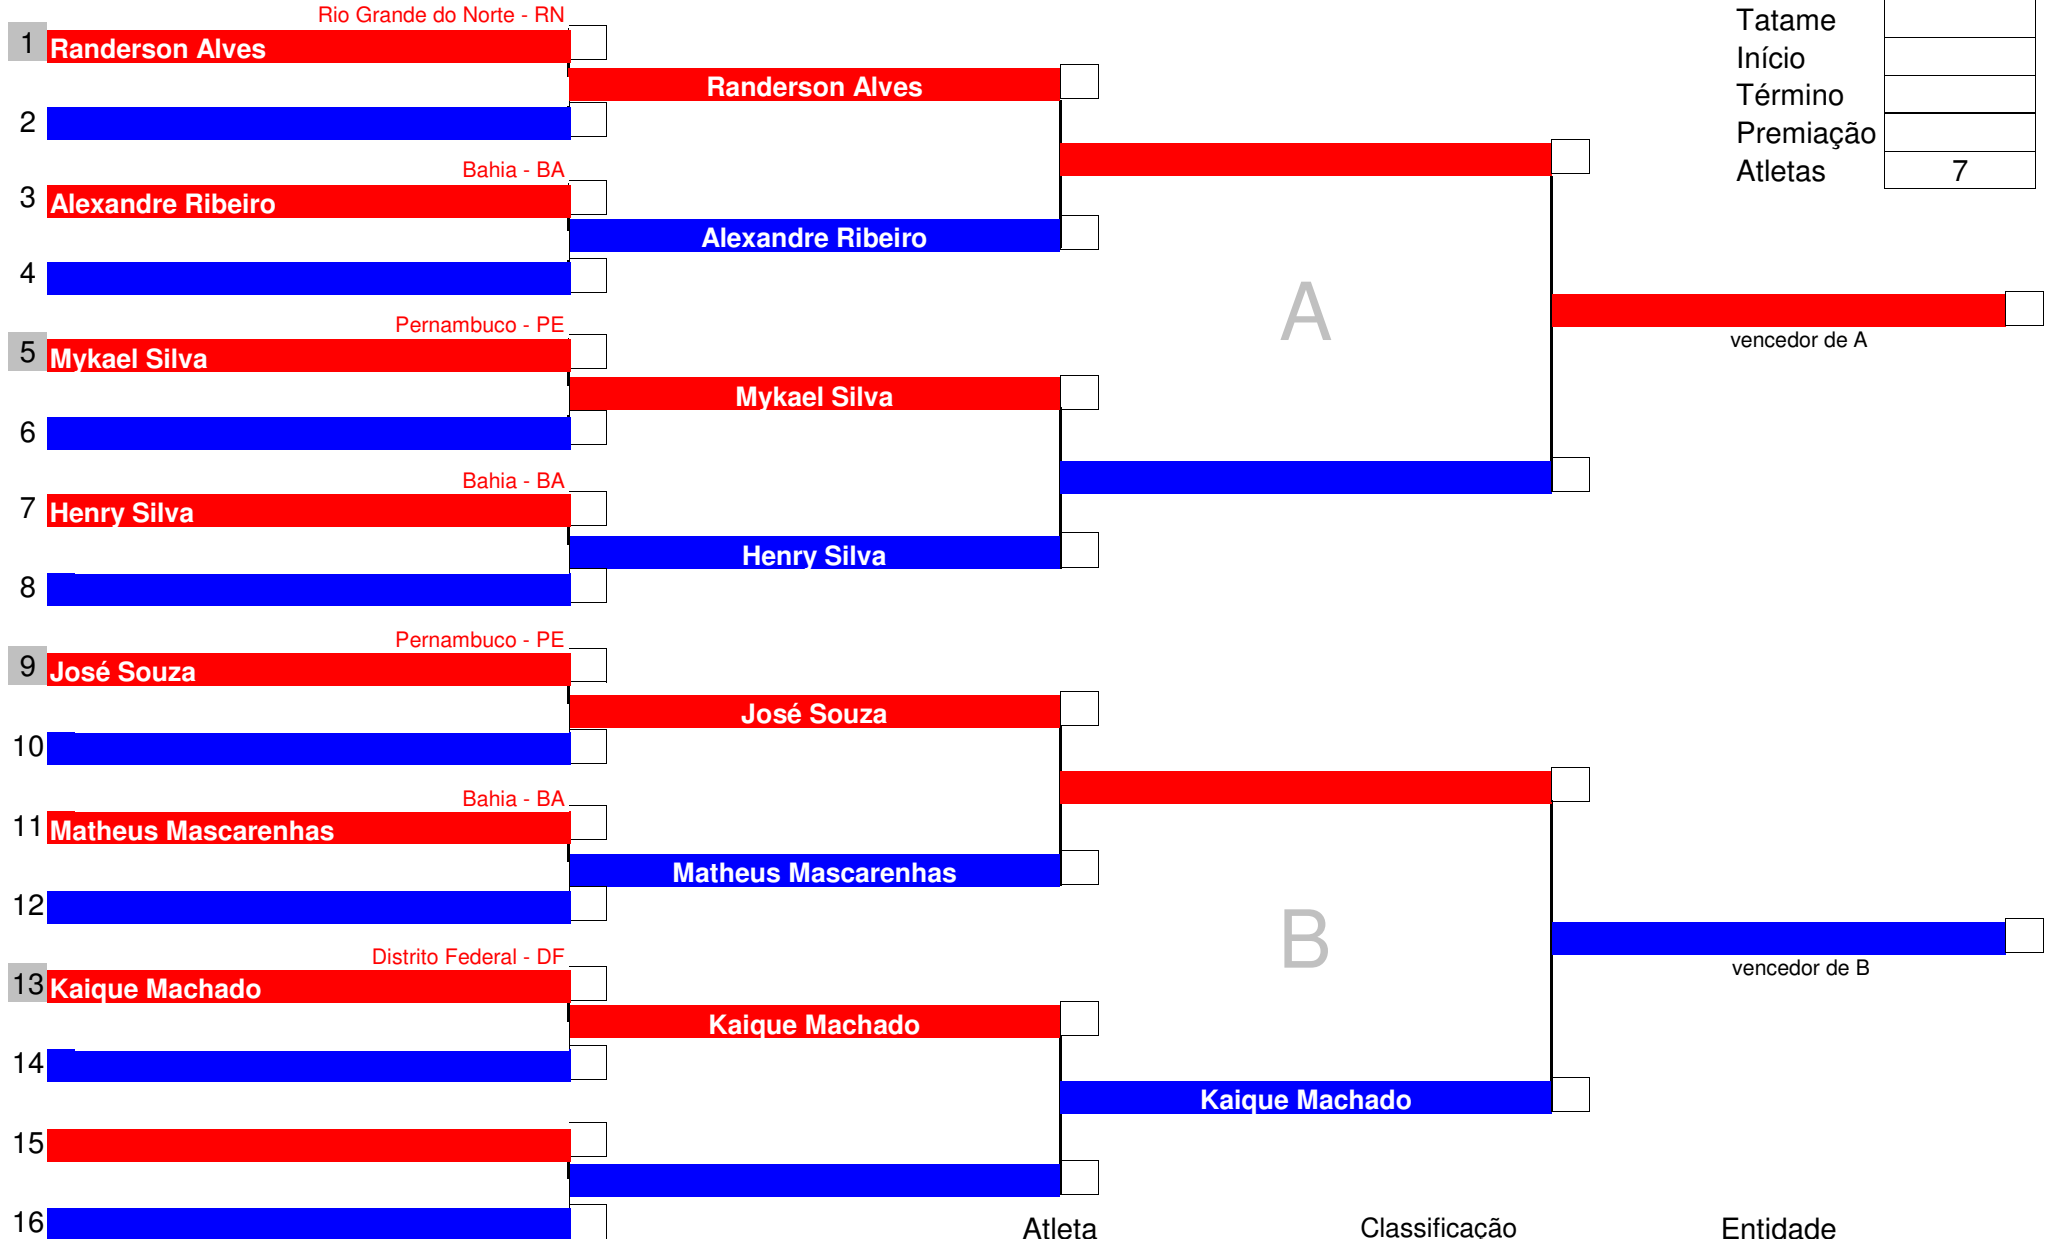 Rio Grande do Norte - RN
Tatame
1 Randerson Alves
Início
Randerson Alves
Término
2
Premiação
Bahia - BA
Atletas 7
3 Alexandre Ribeiro
Alexandre Ribeiro
4
A
Pernambuco - PE
vencedor de A
5 Mykael Silva
Mykael Silva
6
Bahia - BA
7 Henry Silva
Henry Silva
8
Pernambuco - PE
9 José Souza
José Souza
10
Bahia - BA
11 Matheus Mascarenhas
Matheus Mascarenhas
12
B
Distrito Federal - DF
vencedor de B
13 Kaique Machado
Kaique Machado
14
Kaique Machado
15
16
Atleta Classificação Entidade